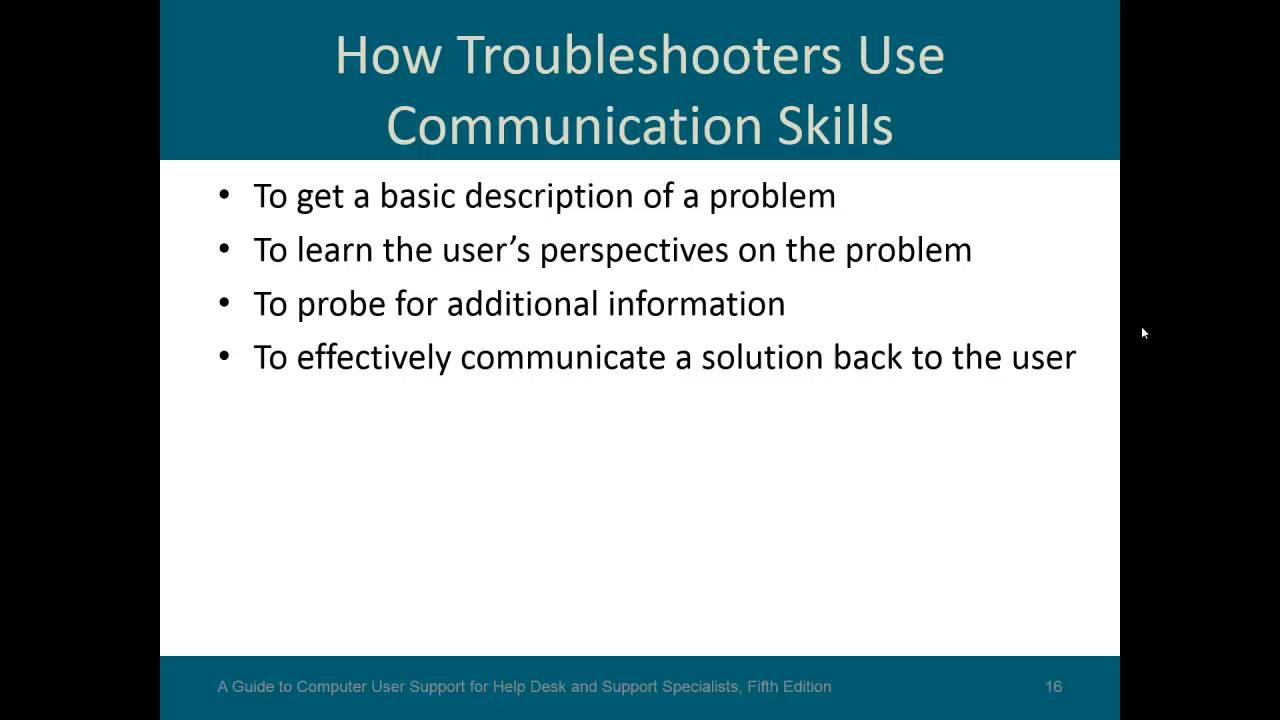 How Troubleshooters Use
Communication Skills
• To get a basic description of a problem
• To learn the user’s perspectives on the problem
• To probe for additional information
• To effectively communicate a solution back to the user
A Guide to Computer User Support for Help Desk and Support Specialists, Fifth Edition 16